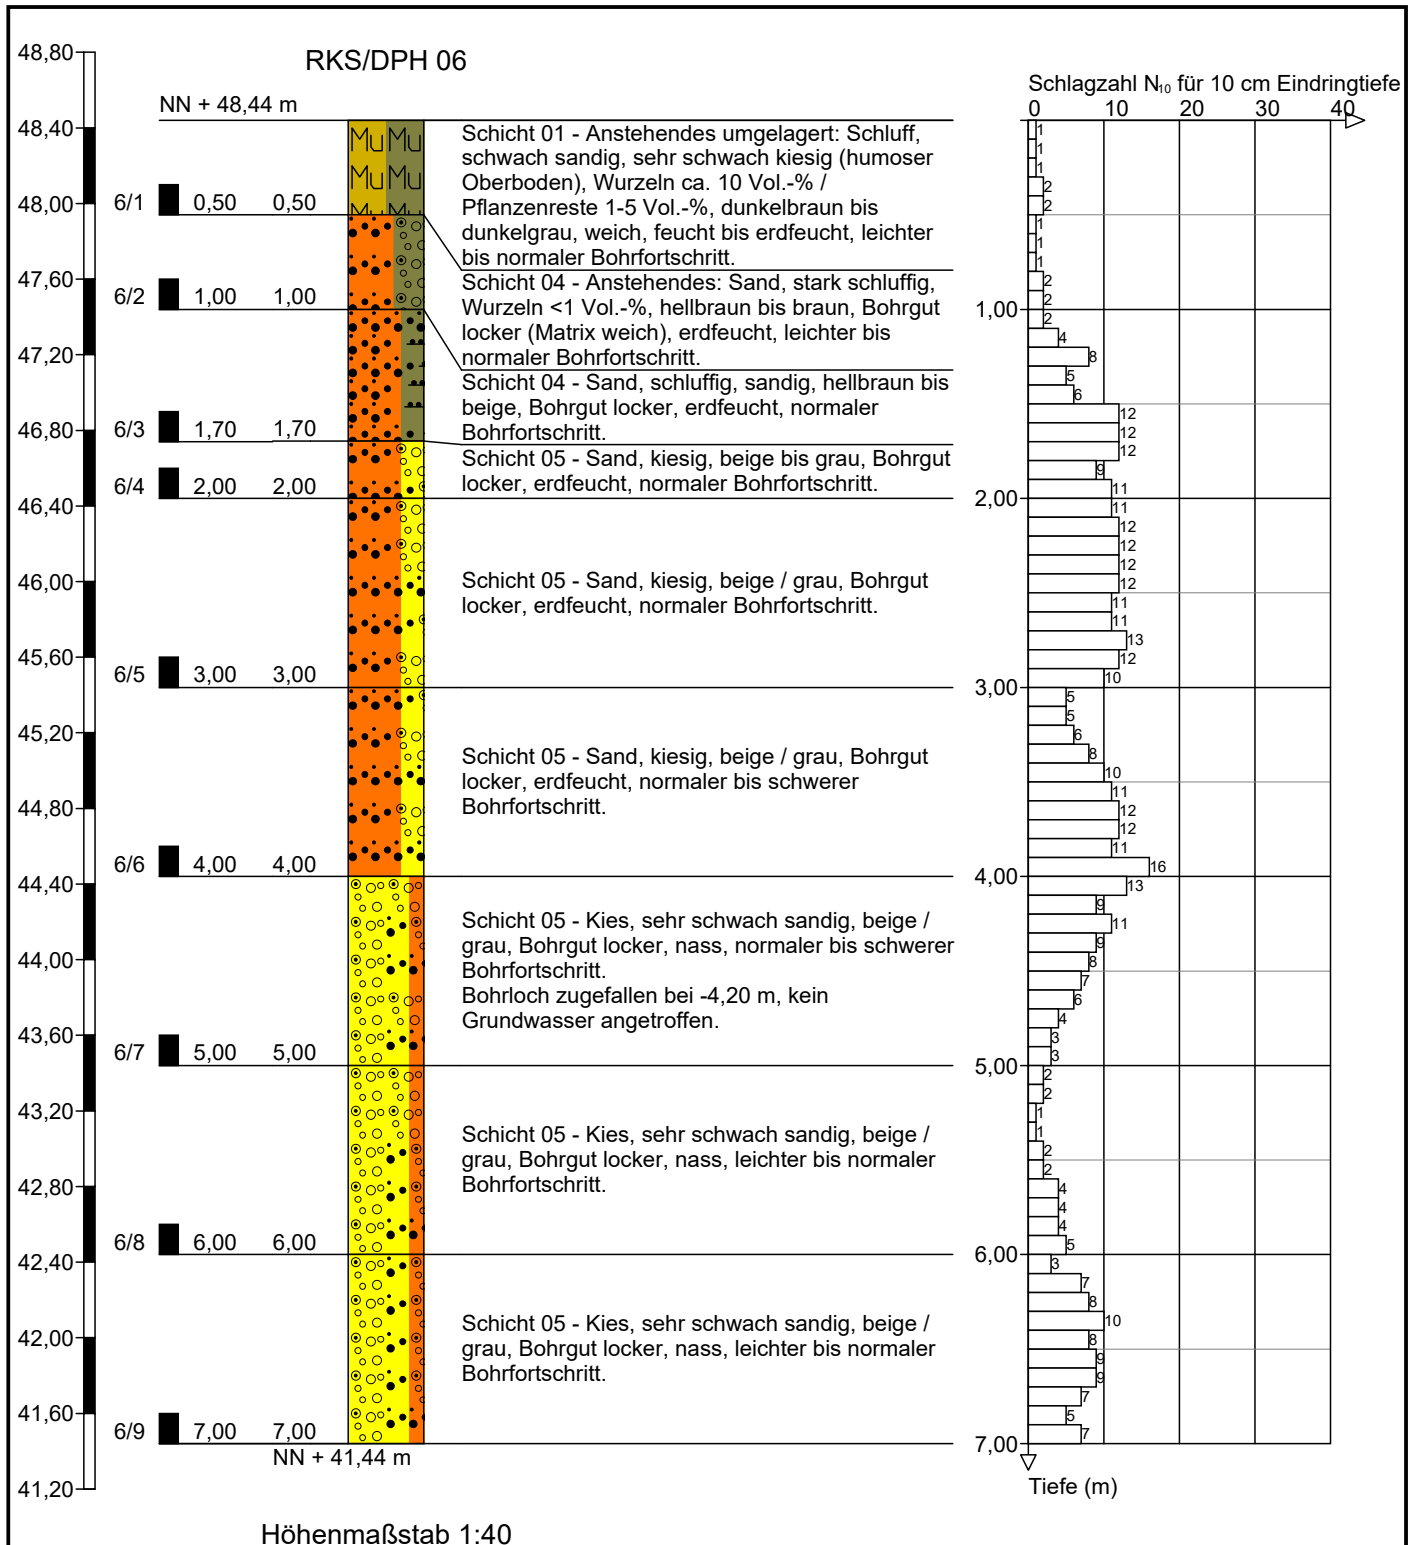 RKS/DPH 06
NN + 48,44 m
Schlagzahl N10 für 10 cm Eindringtiefe
0 10 20 30 40
48,80
48,40
48,00
47,60
47,20
46,80
46,40
46,00
45,60
45,20
44,80
44,40
44,00
43,60
43,20
42,80
42,40
42,00
41,60
41,20
Mu Mu
Mu Mu
Mu Mu
6/1 0,50 0,50
6/2 1,00 1,00
6/3 1,70 1,70
6/4 2,00 2,00
6/5 3,00 3,00
6/6 4,00 4,00
6/7 5,00 5,00
6/8 6,00 6,00
6/9 7,00 7,00
NN + 41,44 m
Schicht 01 - Anstehendes umgelagert: Schluff,
schwach sandig, sehr schwach kiesig (humoser
Oberboden), Wurzeln ca. 10 Vol.-% /
Pflanzenreste 1-5 Vol.-%, dunkelbraun bis
dunkelgrau, weich, feucht bis erdfeucht, leichter
bis normaler Bohrfortschritt.
Schicht 04 - Anstehendes: Sand, stark schluffig,
Wurzeln <1 Vol.-%, hellbraun bis braun, Bohrgut
locker (Matrix weich), erdfeucht, leichter bis
normaler Bohrfortschritt.
Schicht 04 - Sand, schluffig, sandig, hellbraun bis
beige, Bohrgut locker, erdfeucht, normaler
Bohrfortschritt.
Schicht 05 - Sand, kiesig, beige bis grau, Bohrgut
locker, erdfeucht, normaler Bohrfortschritt.
Schicht 05 - Sand, kiesig, beige / grau, Bohrgut
locker, erdfeucht, normaler Bohrfortschritt.
Schicht 05 - Sand, kiesig, beige / grau, Bohrgut
locker, erdfeucht, normaler bis schwerer
Bohrfortschritt.
Schicht 05 - Kies, sehr schwach sandig, beige /
grau, Bohrgut locker, nass, normaler bis schwerer
Bohrfortschritt.
Bohrloch zugefallen bei -4,20 m, kein
Grundwasser angetroffen.
Schicht 05 - Kies, sehr schwach sandig, beige /
grau, Bohrgut locker, nass, leichter bis normaler
Bohrfortschritt.
Schicht 05 - Kies, sehr schwach sandig, beige /
grau, Bohrgut locker, nass, leichter bis normaler
Bohrfortschritt.
1
1
1
2
2
1
1
1
2
2
1,00
2
4
8
5
6
12
12
12
9
11
2,00
11
12
12
12
12
11
11
13
12
10
3,00
5
5
6
8
10
11
12
12
11
16
4,00
13
9
11
9
8
7
6
4
3
3
5,00
2
2
1
1
2
2
4
4
4
5
6,00
3
7
8
10
8
9
9
7
5
7
7,00
Tiefe (m)
Höhenmaßstab 1:40